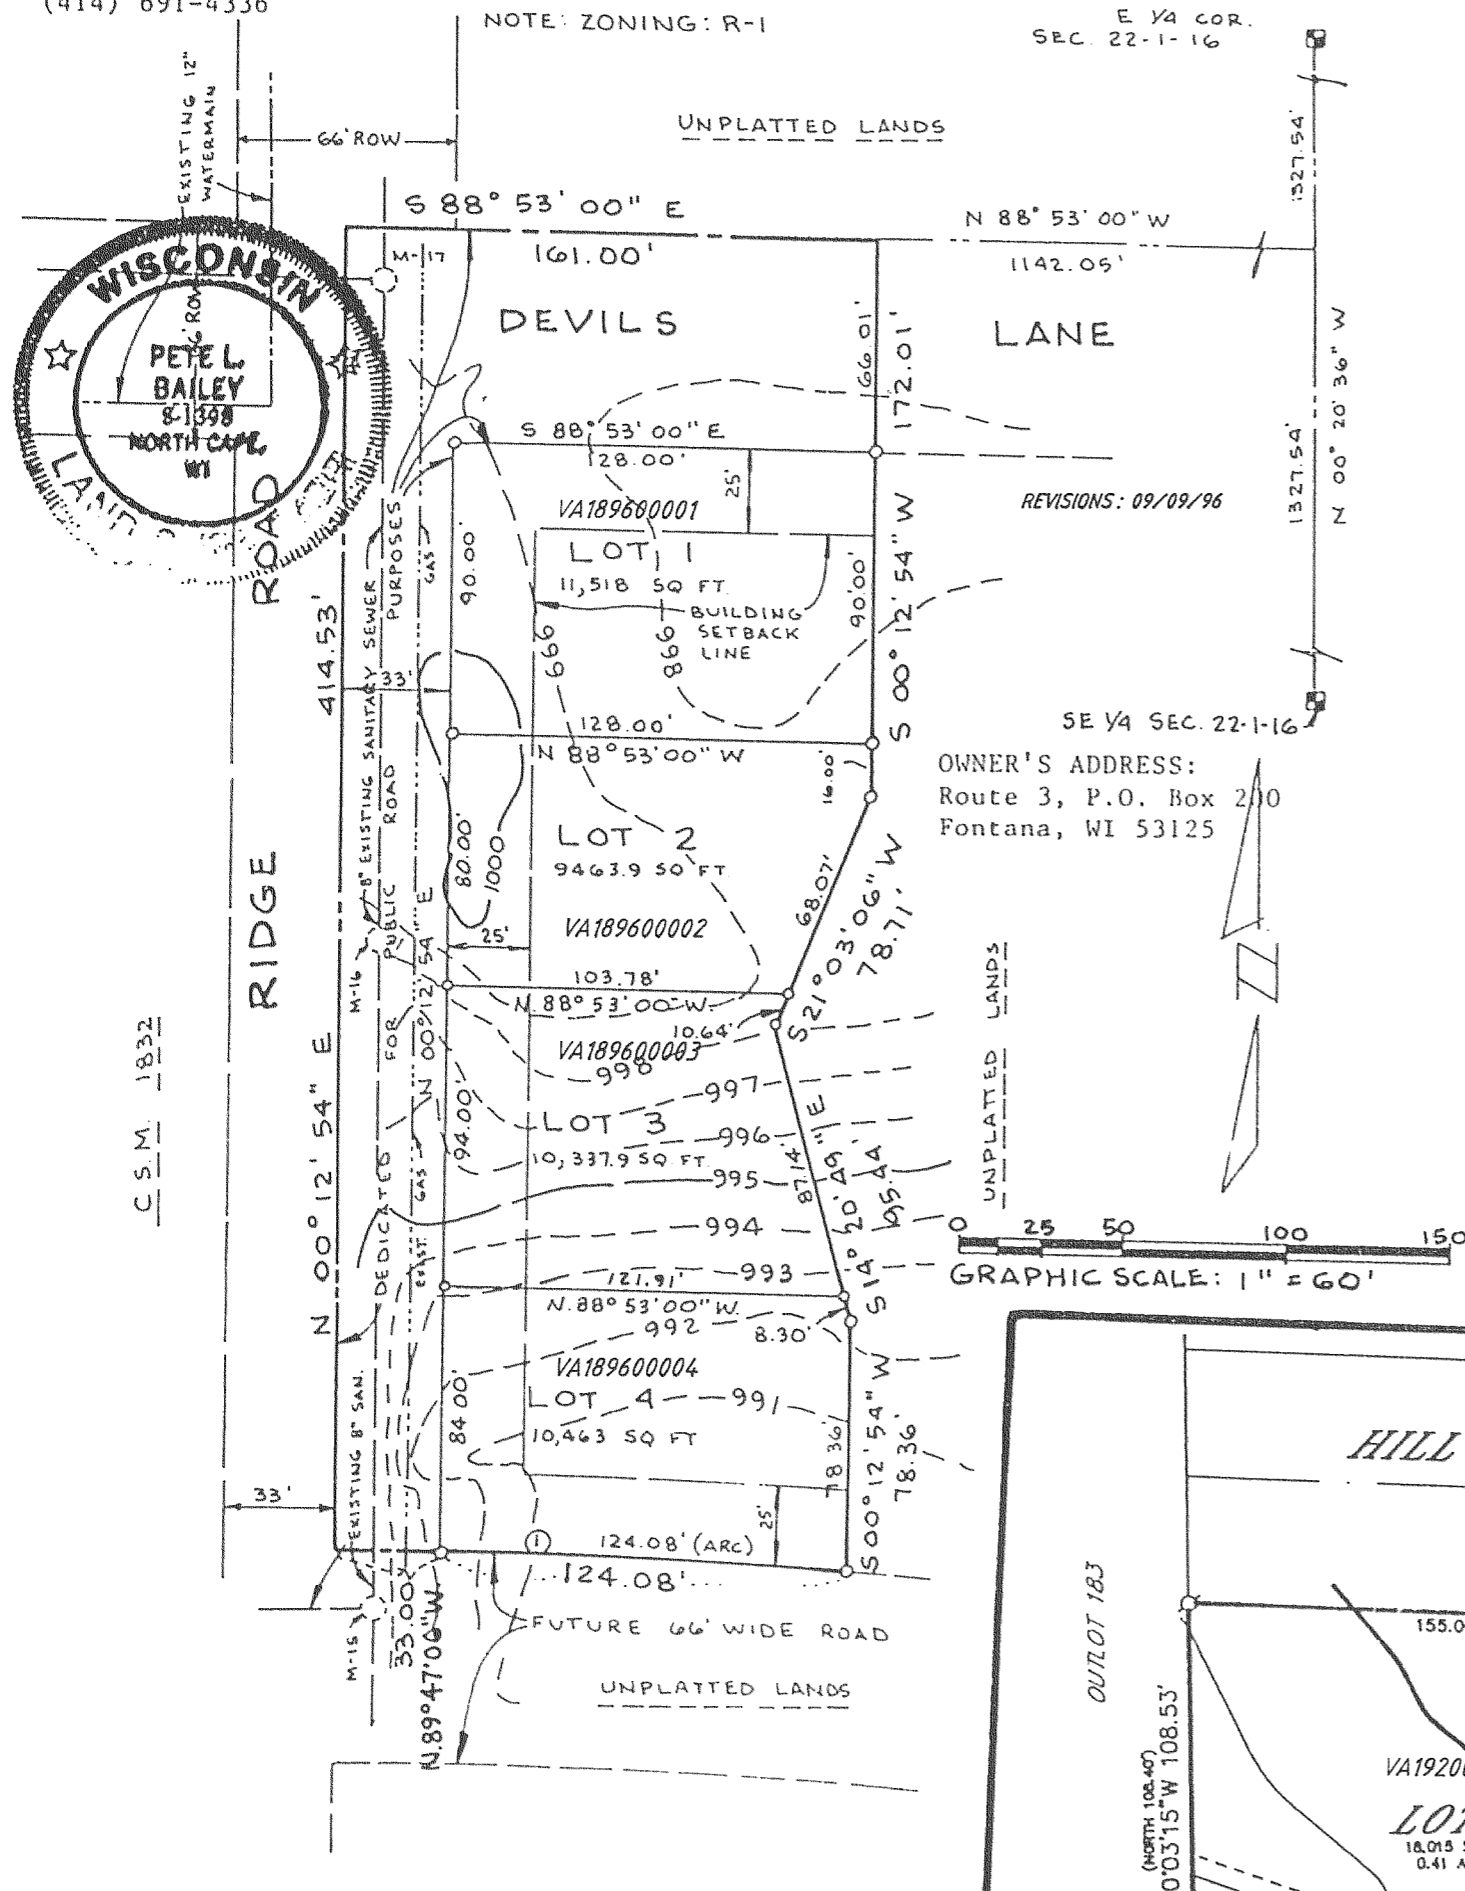 (414) 691-4336
NOTE: ZONING: R-1
E 1/4 COR.
SEC. 22-1-16
EXISTING 12"
WATERMAIN
66' ROW
UNPLATTED LANDS
1327.54'
S 88° 53' 00" E
161.00'
N 88° 53' 00" W
1142.05'
M-17
WISCONSIN
66' ROW
PETE L.
BAILEY
S-1398
NORTH CAPE,
WI
LAND
DEVILS
LANE
66.01'
172.01'
N 00° 20' 36" W
1327.54'
S 88° 53' 00" E
128.00'
25'
VA189600001
REVISIONS: 09/09/96
LOT 1
11,518 SQ FT.
BUILDING
SETBACK
LINE
90.00'
90.00'
S 00° 12' 54" W
ROAD
414.53'
8" EXISTING SANITARY SEWER
PURPOSES
GAS
33'
999
998
128.00'
N 88° 53' 00" W
16.00'
SE 1/4 SEC. 22-1-16
OWNER'S ADDRESS:
Route 3, P.O. Box 200
Fontana, WI 53125
LOT 2
9463.9 SQ FT.
80.00'
1000
VA189600002
25'
68.07'
S 21° 03' 06" W
78.71'
RIDGE
ROAD
PUBLIC
FOR
DEDICATED
M-16
103.78'
N. 88° 53' 00" W.
10.64'
VA189600003
998
997
LOT 3
996
10,337.9 SQ. FT.
995
994
993
N 00° 12' 54" E
94.00'
87.14'
S 14° 20' 49" E
95.44'
UNPLATTED LANDS
C.S.M. 1832
N 00° 12' 54" E
EXIST. GAS
121.91'
N. 88° 53' 00" W.
992
8.30'
0 25 50 100 150
GRAPHIC SCALE: 1" = 60'
VA189600004
LOT 4
991
10,463 SQ FT
84.00'
78.36'
S 00° 12' 54" W
78.36'
EXISTING 8" SAN.
33'
25'
1
124.08' (ARC)
124.08'
33.00'
N.89°47'06"W
M-15
FUTURE 66' WIDE ROAD
UNPLATTED LANDS
HILL
OUTLOT 183
155.0
(NORTH 108.40')
0°03'15"W 108.53'
VA1920
LOT
18,015
0.41 A